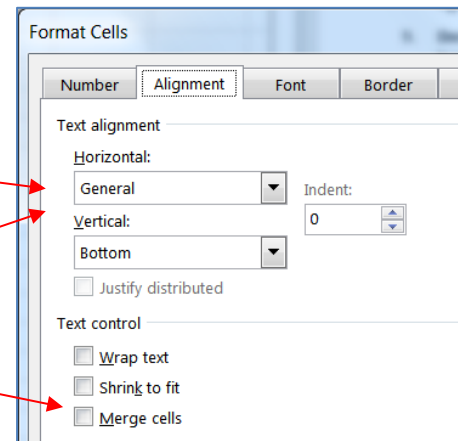 Format Cells
Number Alignment Font Border
Text alignment
Horizontal:
General Indent:
Vertical: 0
Bottom
Justify distributed
Text control
Wrap text
Shrink to fit
Merge cells